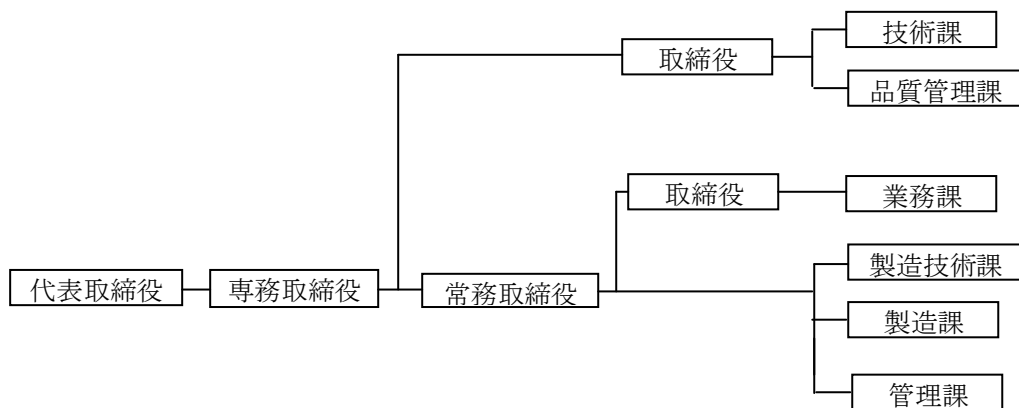 技術課
取締役
品質管理課
取締役
業務課
製造技術課
代表取締役
専務取締役
常務取締役
製造課
管理課